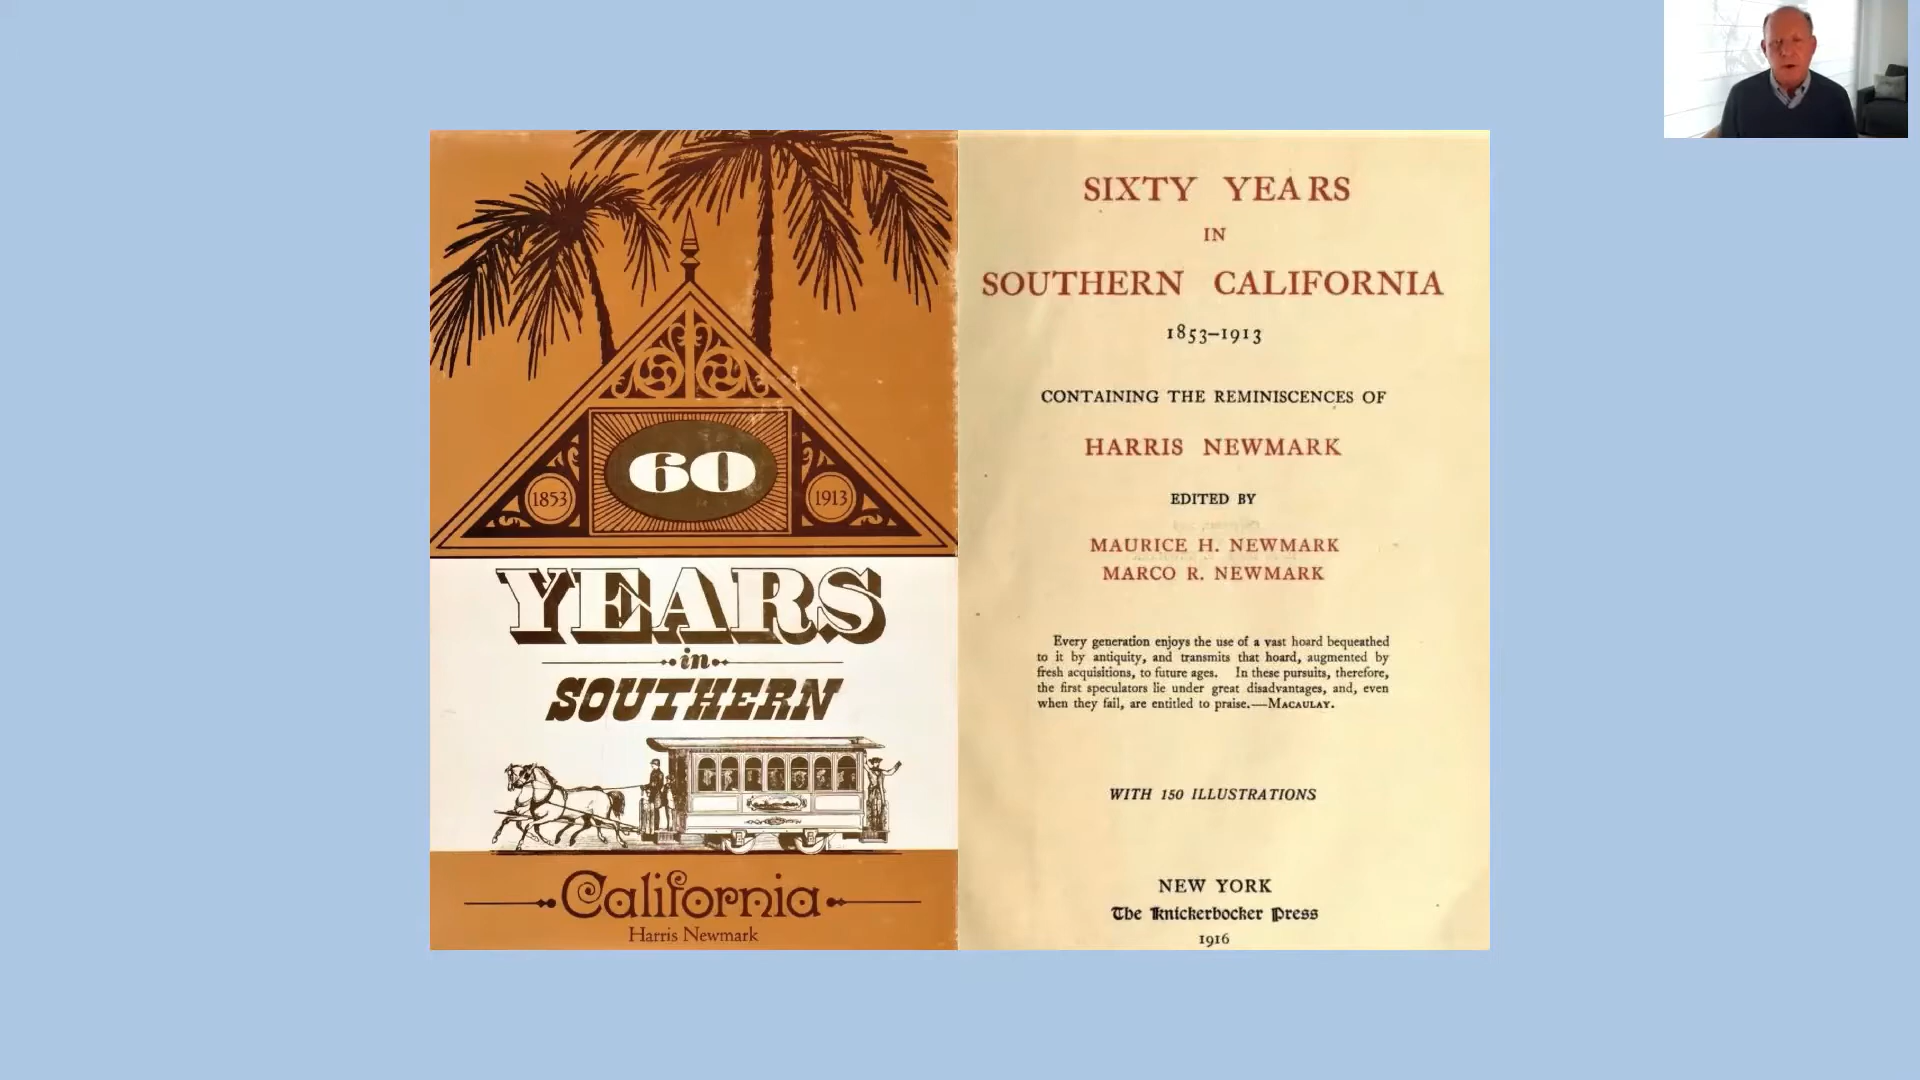 60
1853
1913
YEARS
in
SOUTHERN
California
Harris Newmark
SIXTY YEARS
IN
SOUTHERN CALIFORNIA
1853–1913
CONTAINING THE REMINISCENCES OF
HARRIS NEWMARK
EDITED BY
MAURICE H. NEWMARK
MARCO R. NEWMARK
Every generation enjoys the use of a vast hoard bequeathed
to it by antiquity, and transmits that hoard, augmented by
fresh acquisitions, to future ages. In these pursuits, therefore,
the first speculators lie under great disadvantages, and, even
when they fail, are entitled to praise.—MACAULAY.
WITH 150 ILLUSTRATIONS
NEW YORK
The Knickerbocker Press
1916